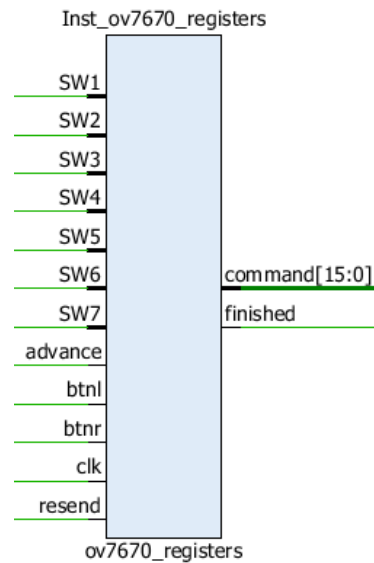 Inst_ov7670_registers
SW1
SW2
SW3
SW4
SW5
SW6
SW7
advance
btnl
btnr
clk
resend
command[15:0]
finished
ov7670_registers